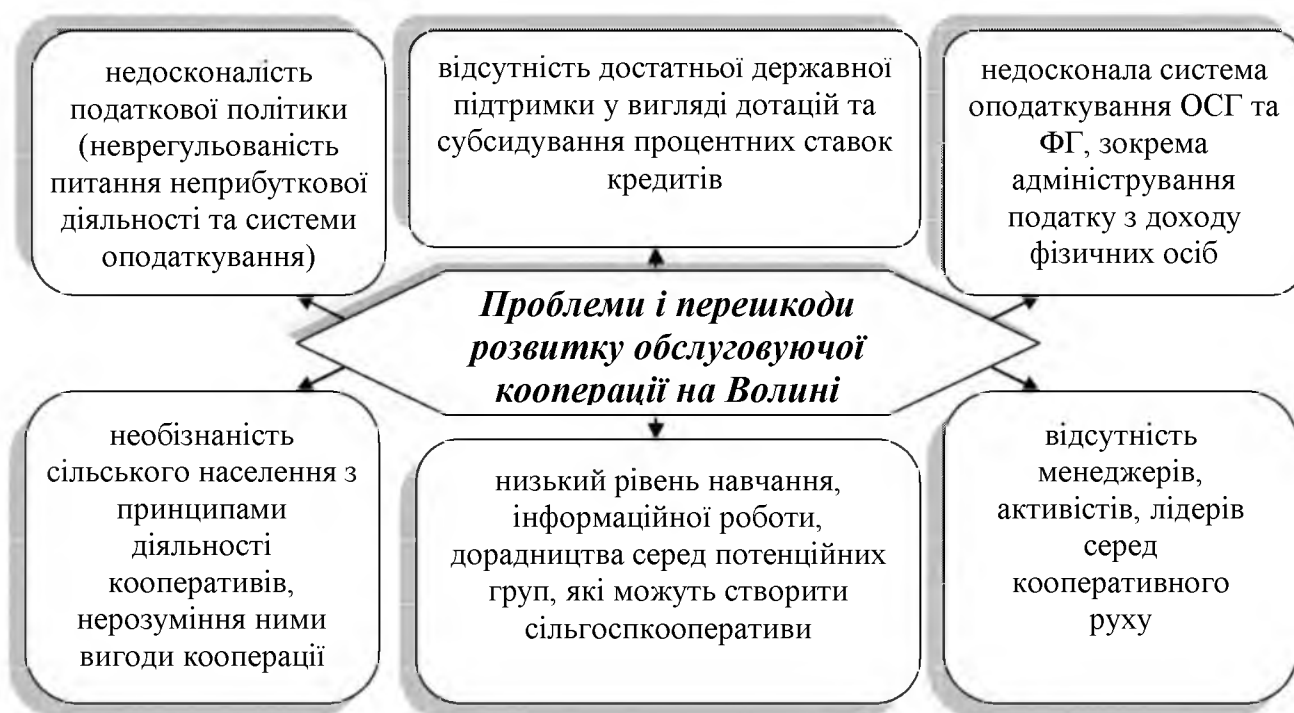 недосконалість
податкової політики
(неврегульованість
питання неприбуткової
діяльності та системи
оподаткування)
відсутність достатньої державної
підтримки у вигляді дотацій та
субсидування процентних ставок
кредитів
недосконала система
оподаткування ОСГ та
ФГ, зокрема
адміністрування
податку з доходу
фізичних осіб
Проблеми і перешкоди
розвитку обслуговуючої
кооперації на Волині
необізнаність
сільського населення з
принципами
діяльності
кооперативів,
нерозуміння ними
вигоди кооперації
низький рівень навчання,
інформаційної роботи,
дорадництва серед потенційних
груп, які можуть створити
сільгоспкооперативи
відсутність
менеджерів,
активістів, лідерів
серед
кооперативного
руху